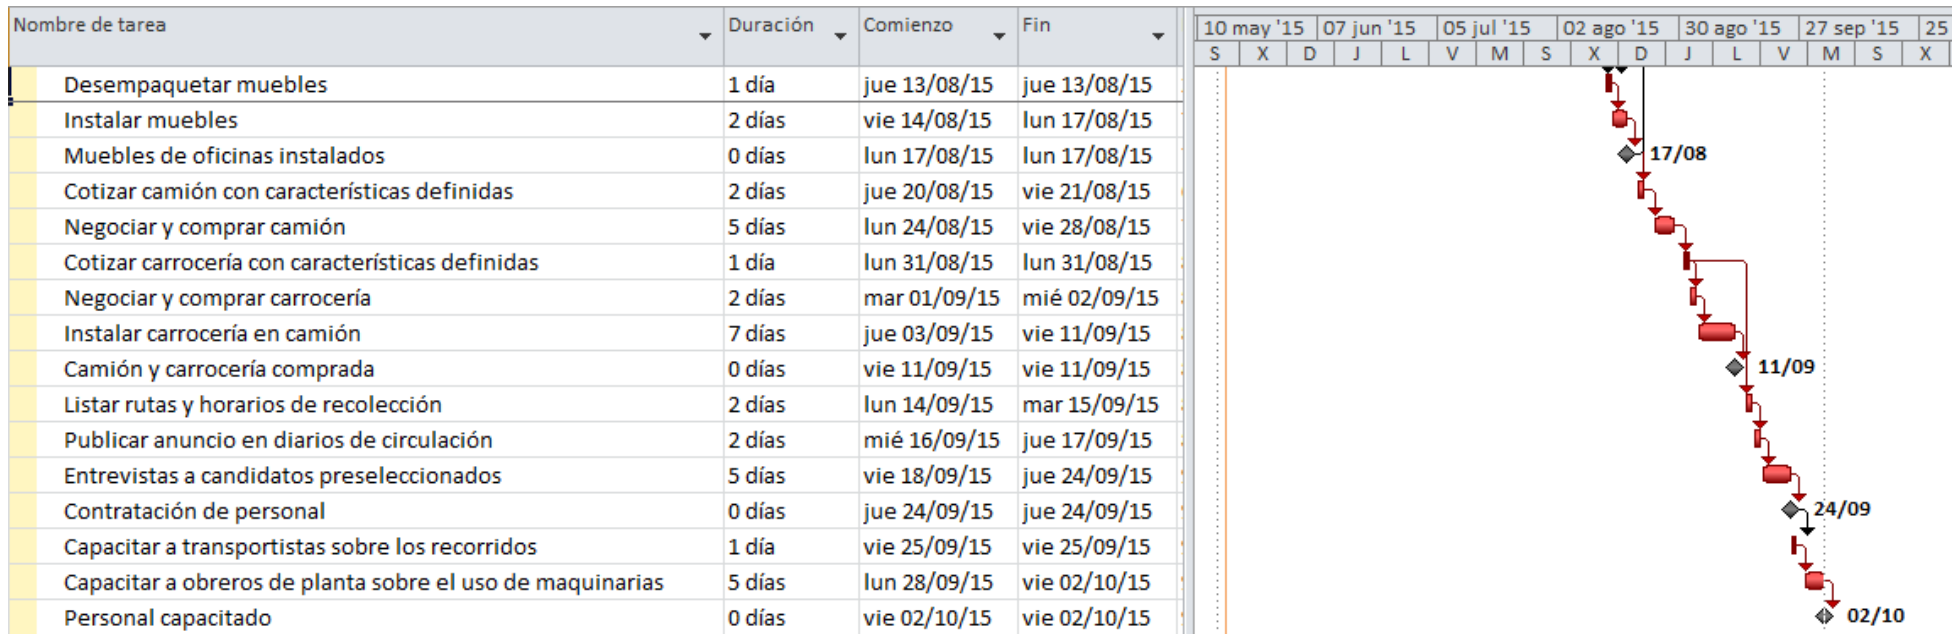 Nombre de tarea Duración Comienzo Fin 10 may '15 07 jun '15 05 jul '15 02 ago '15 30 ago '15 27 sep '15 25
S X D J L V M S X D J L V M S X
Desempaquetar muebles 1 día jue 13/08/15 jue 13/08/15
Instalar muebles 2 días vie 14/08/15 lun 17/08/15
Muebles de oficinas instalados 0 días lun 17/08/15 lun 17/08/15 17/08
Cotizar camión con características definidas 2 días jue 20/08/15 vie 21/08/15
Negociar y comprar camión 5 días lun 24/08/15 vie 28/08/15
Cotizar carrocería con características definidas 1 día lun 31/08/15 lun 31/08/15
Negociar y comprar carrocería 2 días mar 01/09/15 mié 02/09/15
Instalar carrocería en camión 7 días jue 03/09/15 vie 11/09/15
Camión y carrocería comprada 0 días vie 11/09/15 vie 11/09/15 11/09
Listar rutas y horarios de recolección 2 días lun 14/09/15 mar 15/09/15
Publicar anuncio en diarios de circulación 2 días mié 16/09/15 jue 17/09/15
Entrevistas a candidatos preseleccionados 5 días vie 18/09/15 jue 24/09/15
Contratación de personal 0 días jue 24/09/15 jue 24/09/15 24/09
Capacitar a transportistas sobre los recorridos 1 día vie 25/09/15 vie 25/09/15
Capacitar a obreros de planta sobre el uso de maquinarias 5 días lun 28/09/15 vie 02/10/15
Personal capacitado 0 días vie 02/10/15 vie 02/10/15 02/10